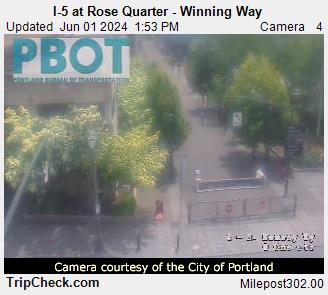 I-5 at Rose Quarter - Winning Way
Updated Jun 01 2024 1:53 PM Camera 4
PBOT
PORTLAND BUREAU OF TRANSPORTATION
Camera courtesy of the City of Portland
TripCheck.com Milepost302.00